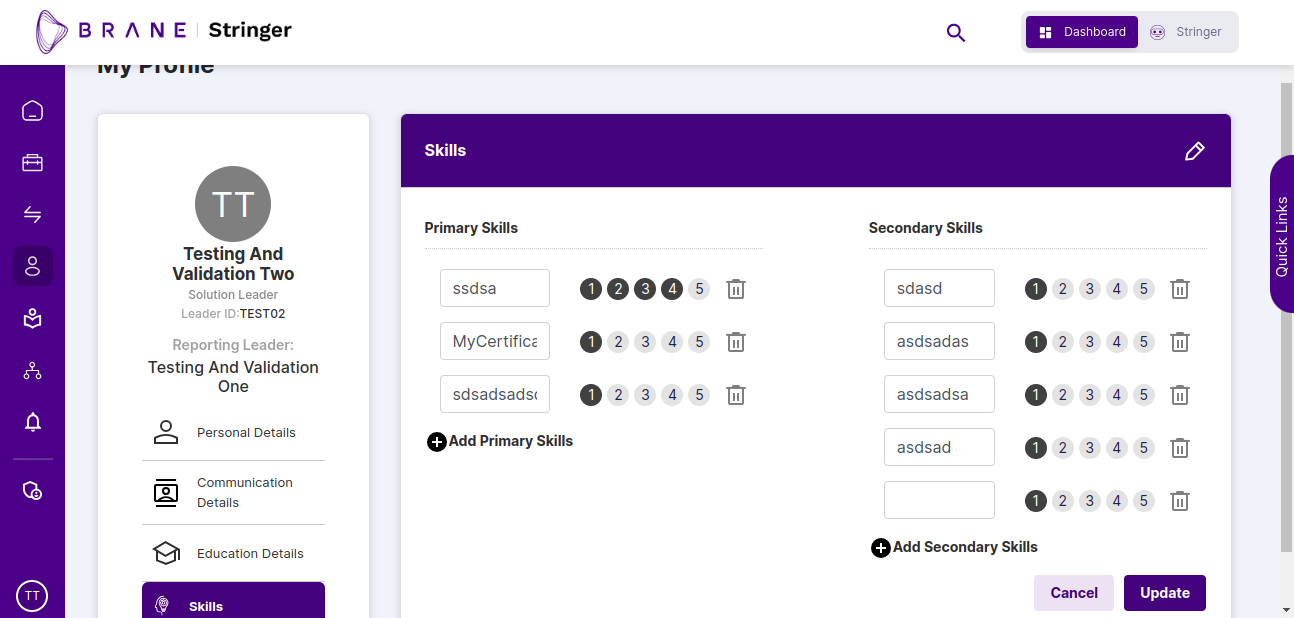 BRANE | Stringer
Dashboard
Stringer
My Profile
TT
Testing And
Validation Two
Solution Leader
Leader ID:TEST02
Reporting Leader:
Testing And Validation
One
Personal Details
Communication
Details
Education Details
Skills
TT
Skills
Primary Skills
ssdsa 1 2 3 4 5
MyCertifica 1 2 3 4 5
sdsadsads 1 2 3 4 5
Add Primary Skills
Secondary Skills
sdasd 1 2 3 4 5
asdsadas 1 2 3 4 5
asdsadsa 1 2 3 4 5
asdsad 1 2 3 4 5
1 2 3 4 5
Add Secondary Skills
Cancel
Update
Quick Links